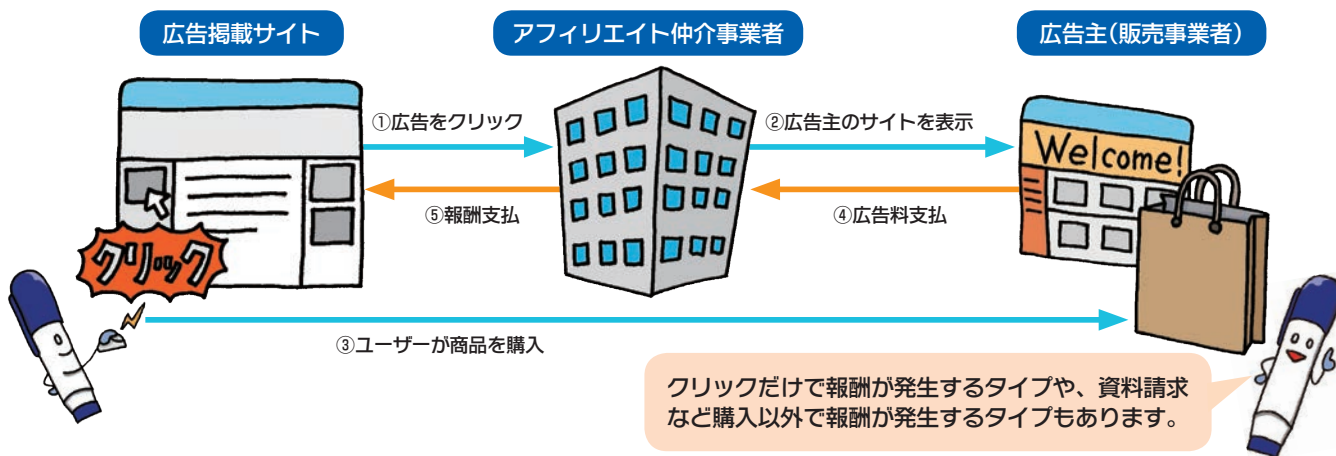 広告掲載サイト
アフィリエイト仲介事業者
広告主(販売事業者)
①広告をクリック
②広告主のサイトを表示
Welcome!
⑤報酬支払
④広告料支払
クリック
③ユーザーが商品を購入
クリックだけで報酬が発生するタイプや、資料請求
など購入以外で報酬が発生するタイプもあります。